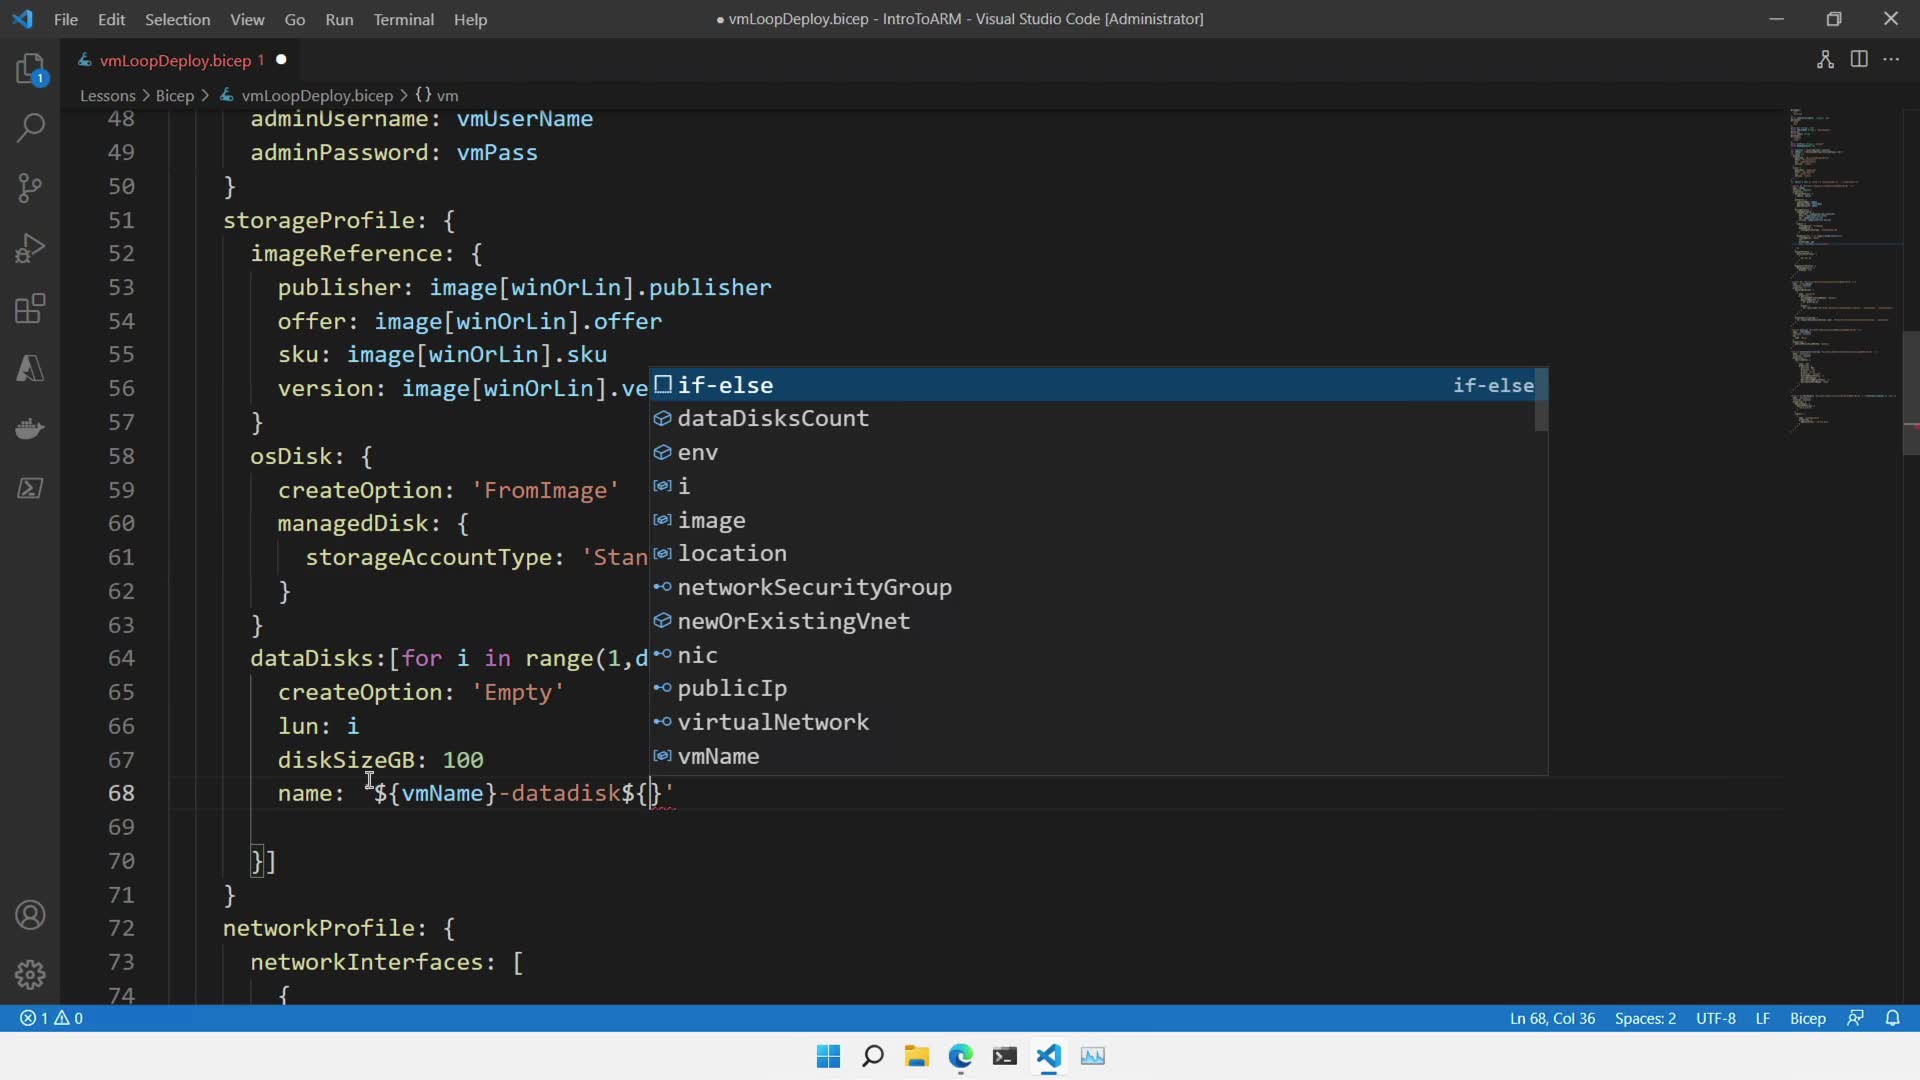 File Edit Selection View Go Run Terminal Help
● vmLoopDeploy.bicep - IntroToARM - Visual Studio Code [Administrator]
vmLoopDeploy.bicep 1 ●
1
Lessons > Bicep > vmLoopDeploy.bicep > {} vm
48 adminUsername: vmUserName
49 adminPassword: vmPass
50 }
51 storageProfile: {
52 imageReference: {
53 publisher: image[winOrLin].publisher
54 offer: image[winOrLin].offer
55 sku: image[winOrLin].sku
56 version: image[winOrLin].ve
57 }
58 osDisk: {
59 createOption: 'FromImage'
60 managedDisk: {
61 storageAccountType: 'Stan
62 }
63 }
64 dataDisks:[for i in range(1,d
65 createOption: 'Empty'
66 lun: i
67 diskSizeGB: 100
68 name: '${vmName}-datadisk${}'
69
70 }]
71 }
72 networkProfile: {
73 networkInterfaces: [
74 {
if-else if-else
dataDisksCount
env
i
image
location
networkSecurityGroup
newOrExistingVnet
nic
publicIp
virtualNetwork
vmName
1 0
Ln 68, Col 36 Spaces: 2 UTF-8 LF Bicep